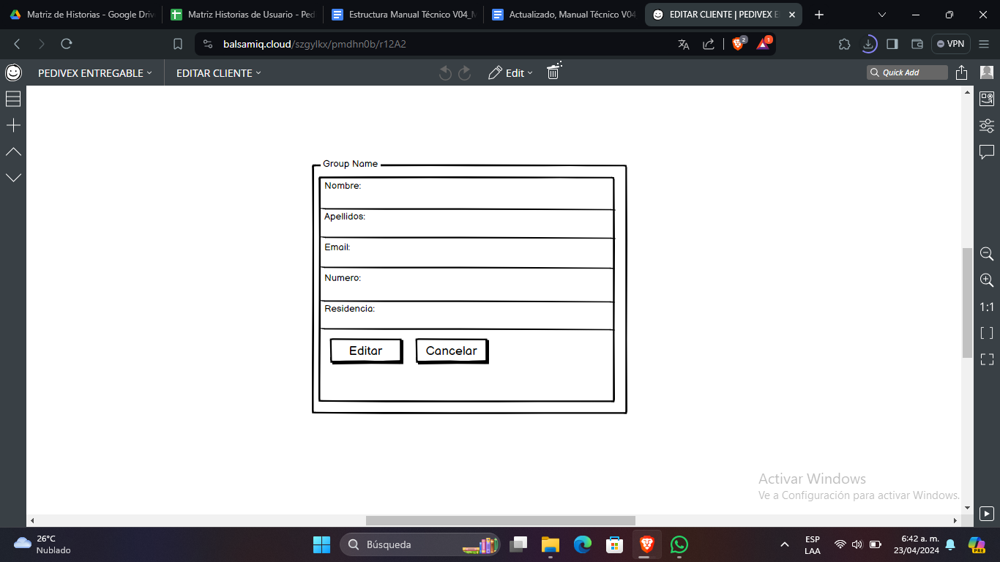 Matriz de Historias - Google Driv
Matriz Historias de Usuario - Ped
Estructura Manual Técnico V04_M
Actualizado, Manual Técnico V04
EDITAR CLIENTE | PEDIVEX E
balsamiq.cloud/szgylkx/pmdhn0b/r12A2
2
1
VPN
PEDIVEX ENTREGABLE
EDITAR CLIENTE
Edit
Quick Add
Group Name
Nombre:
Apellidos:
Email:
Numero:
Residencia:
Editar
Cancelar
1:1
Activar Windows
Ve a Configuración para activar Windows.
26°C
Nublado
Búsqueda
ESP
LAA
6:42 a. m.
23/04/2024
PRE